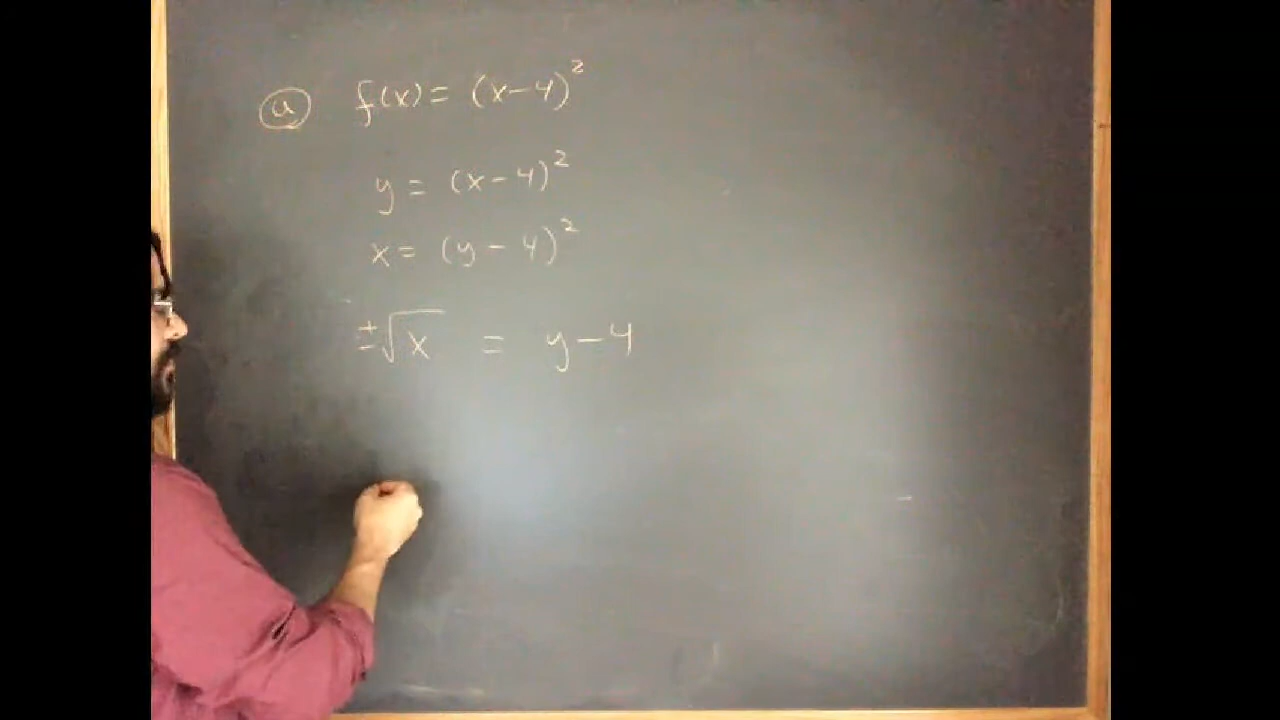 a f(x) = (x-4)²
y = (x-4)²
x = (y-4)²
±√x = y-4